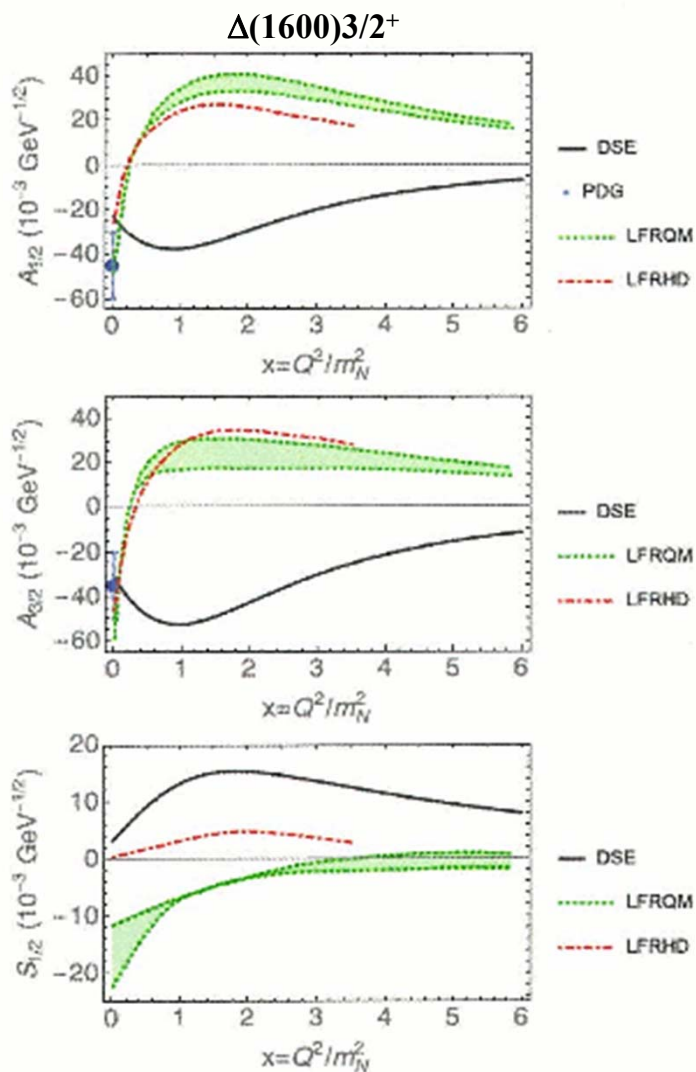 Δ(1600)3/2⁺
40
20
0
−20
−40
−60
A₁/₂ (10⁻³ GeV⁻¹/²)
0 1 2 3 4 5 6
x=Q²/m²_N
DSE
PDG
LFRQM
LFRHD
40
20
0
−20
−40
−60
A₃/₂ (10⁻³ GeV⁻¹/²)
0 1 2 3 4 5 6
x=Q²/m²_N
DSE
LFRQM
LFRHD
20
10
0
−10
−20
S₁/₂ (10⁻³ GeV⁻¹/²)
0 1 2 3 4 5 6
x=Q²/m²_N
DSE
LFRQM
LFRHD